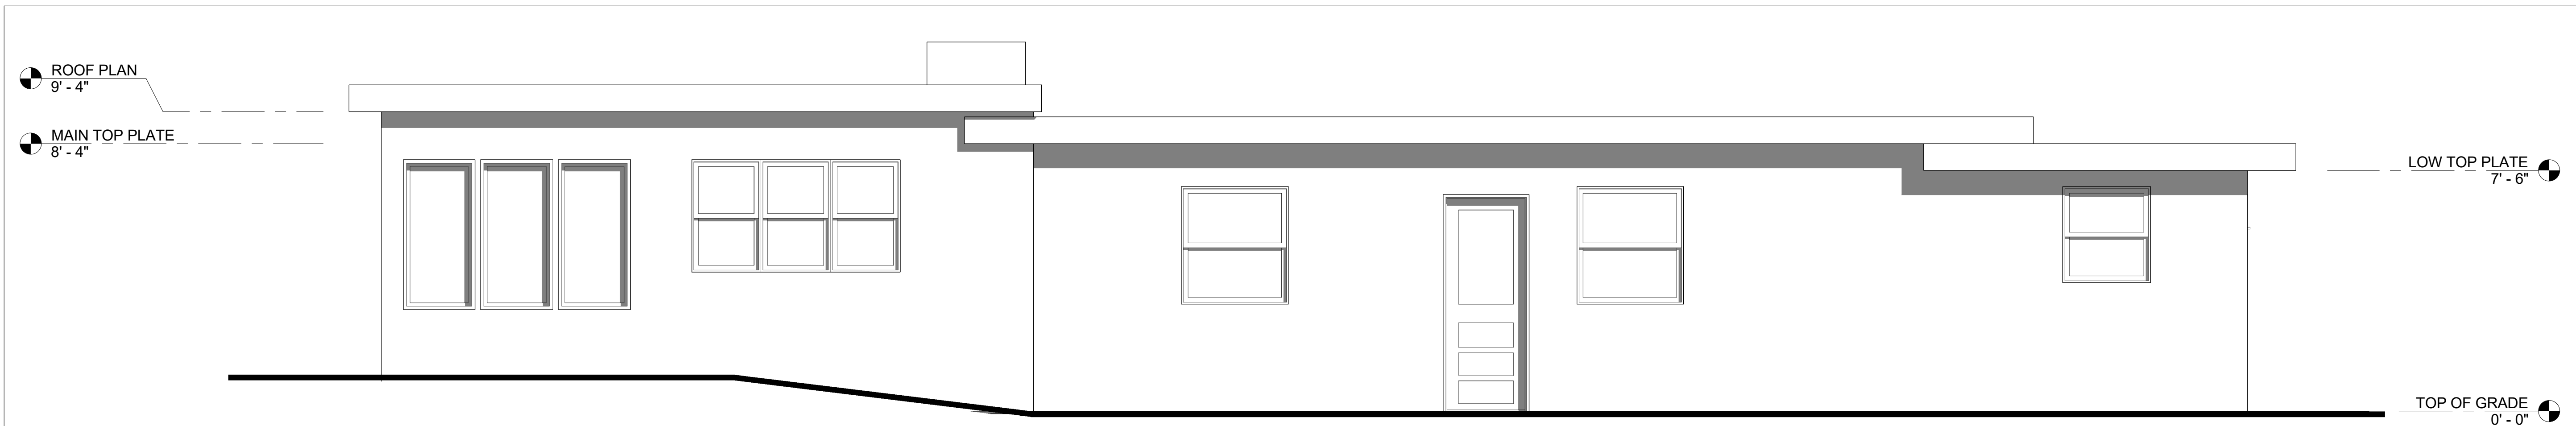 ROOF PLAN
9' - 4"
MAIN TOP PLATE
8' - 4"
LOW TOP PLATE
7' - 6"
TOP OF GRADE
0' - 0"